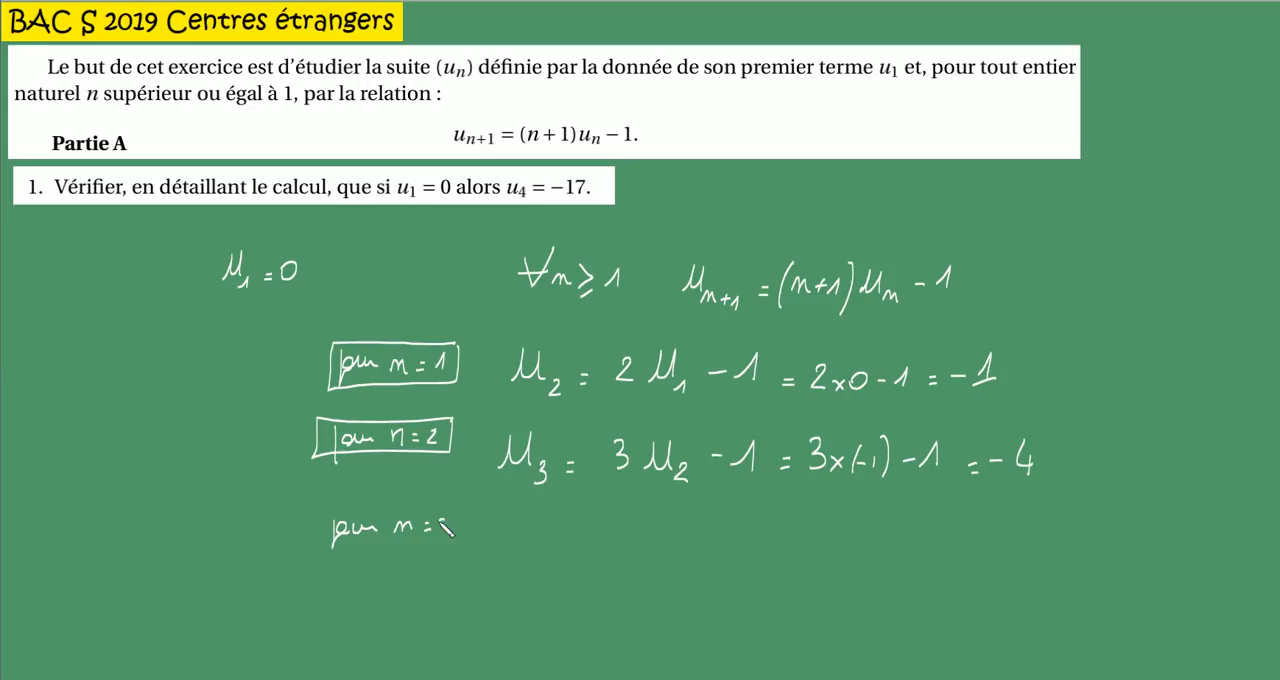 BAC S 2019 Centres étrangers
Le but de cet exercice est d'étudier la suite (uₙ) définie par la donnée de son premier terme u₁ et, pour tout entier
naturel n supérieur ou égal à 1, par la relation :
uₙ₊₁ = (n+1)uₙ − 1.
Partie A
1. Vérifier, en détaillant le calcul, que si u₁ = 0 alors u₄ = −17.
u₁ = 0 ∀n ⩾ 1 uₙ₊₁ = (n+1)uₙ - 1
pour n = 1 u₂ = 2 u₁ - 1 = 2×0 - 1 = -1
pour n = 2 u₃ = 3 u₂ - 1 = 3×(-1) - 1 = -4
pour n =